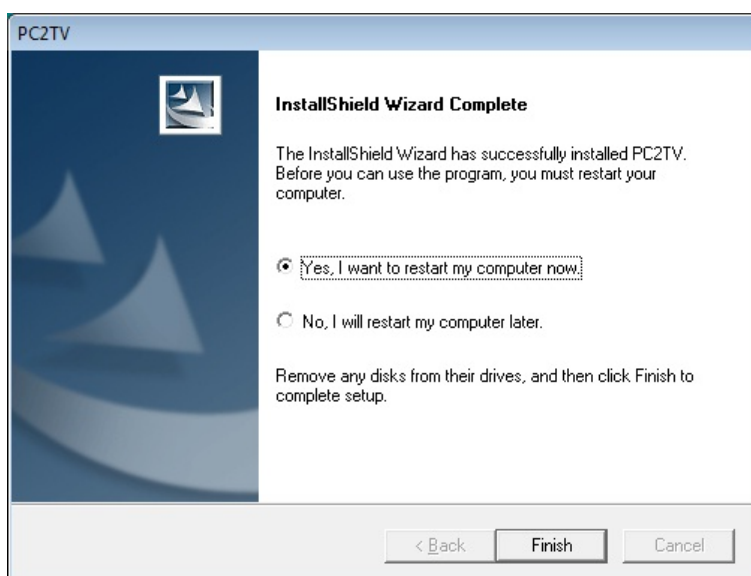 PC2TV
InstallShield Wizard Complete
The InstallShield Wizard has successfully installed PC2TV.
Before you can use the program, you must restart your
computer.
Yes, I want to restart my computer now.
No, I will restart my computer later.
Remove any disks from their drives, and then click Finish to
complete setup.
< Back Finish Cancel